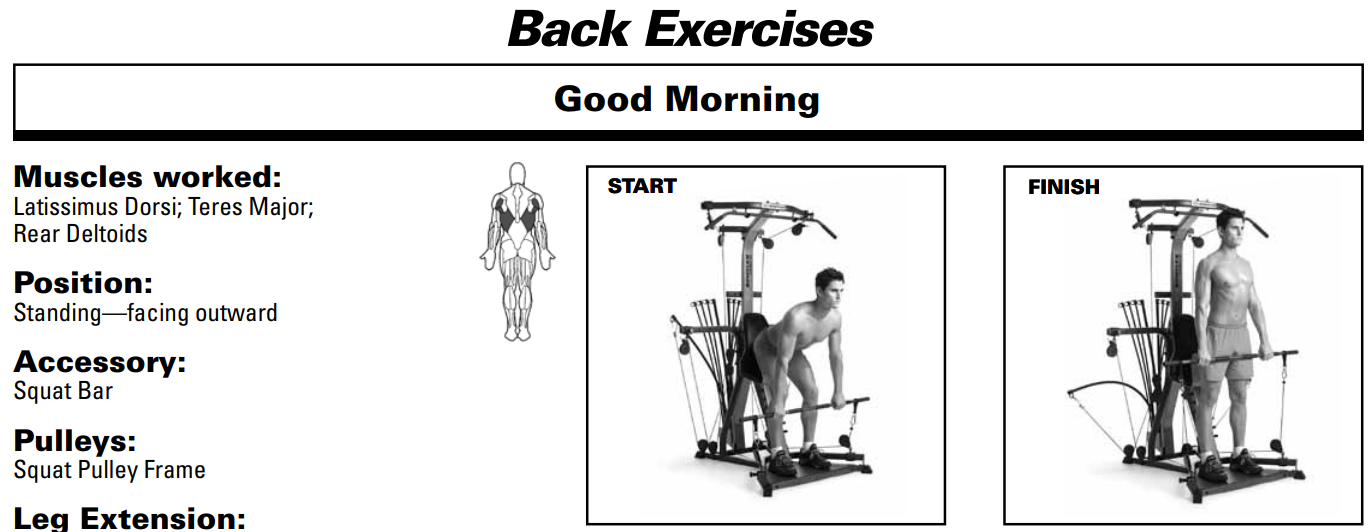 Back Exercises
Good Morning
Muscles worked:
Latissimus Dorsi; Teres Major;
Rear Deltoids
Position:
Standing—facing outward
Accessory:
Squat Bar
Pulleys:
Squat Pulley Frame
Leg Extension:
START
FINISH